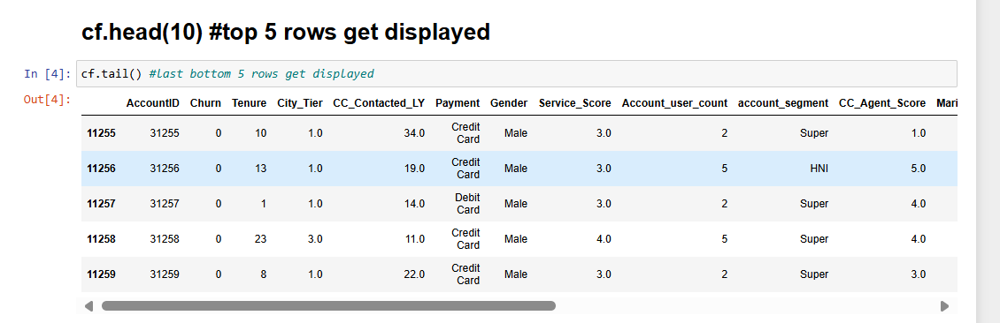 cf.head(10) #top 5 rows get displayed
In [4]: cf.tail() #last bottom 5 rows get displayed
Out[4]:
AccountID Churn Tenure City_Tier CC_Contacted_LY Payment Gender Service_Score Account_user_count account_segment CC_Agent_Score Mari
11255 31255 0 10 1.0 34.0 Credit Card Male 3.0 2 Super 1.0
11256 31256 0 13 1.0 19.0 Credit Card Male 3.0 5 HNI 5.0
11257 31257 0 1 1.0 14.0 Debit Card Male 3.0 2 Super 4.0
11258 31258 0 23 3.0 11.0 Credit Card Male 4.0 5 Super 4.0
11259 31259 0 8 1.0 22.0 Credit Card Male 3.0 2 Super 3.0